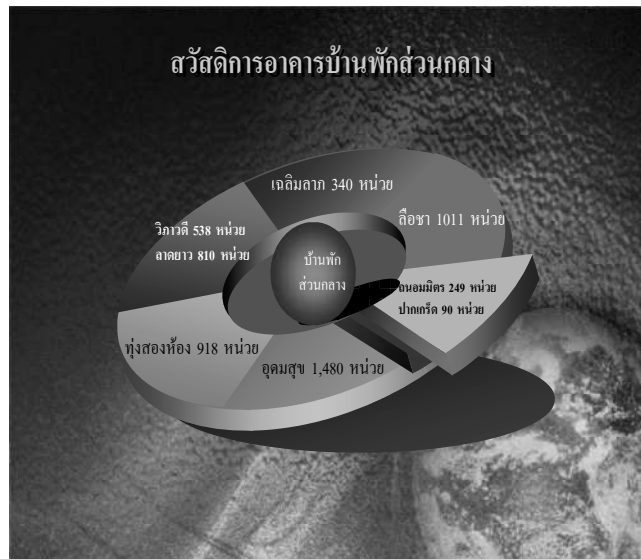 สวัสดิการอาคารบ้านพักส่วนกลาง
เฉลิมลาภ 340 หน่วย
ลือชา 1011 หน่วย
วิภาวดี 538 หน่วย
ลาดยาว 810 หน่วย
บ้านพัก
ส่วนกลาง
ถนอมมิตร 249 หน่วย
ปากเกร็ด 90 หน่วย
ทุ่งสองห้อง 918 หน่วย
อุดมสุข 1,480 หน่วย